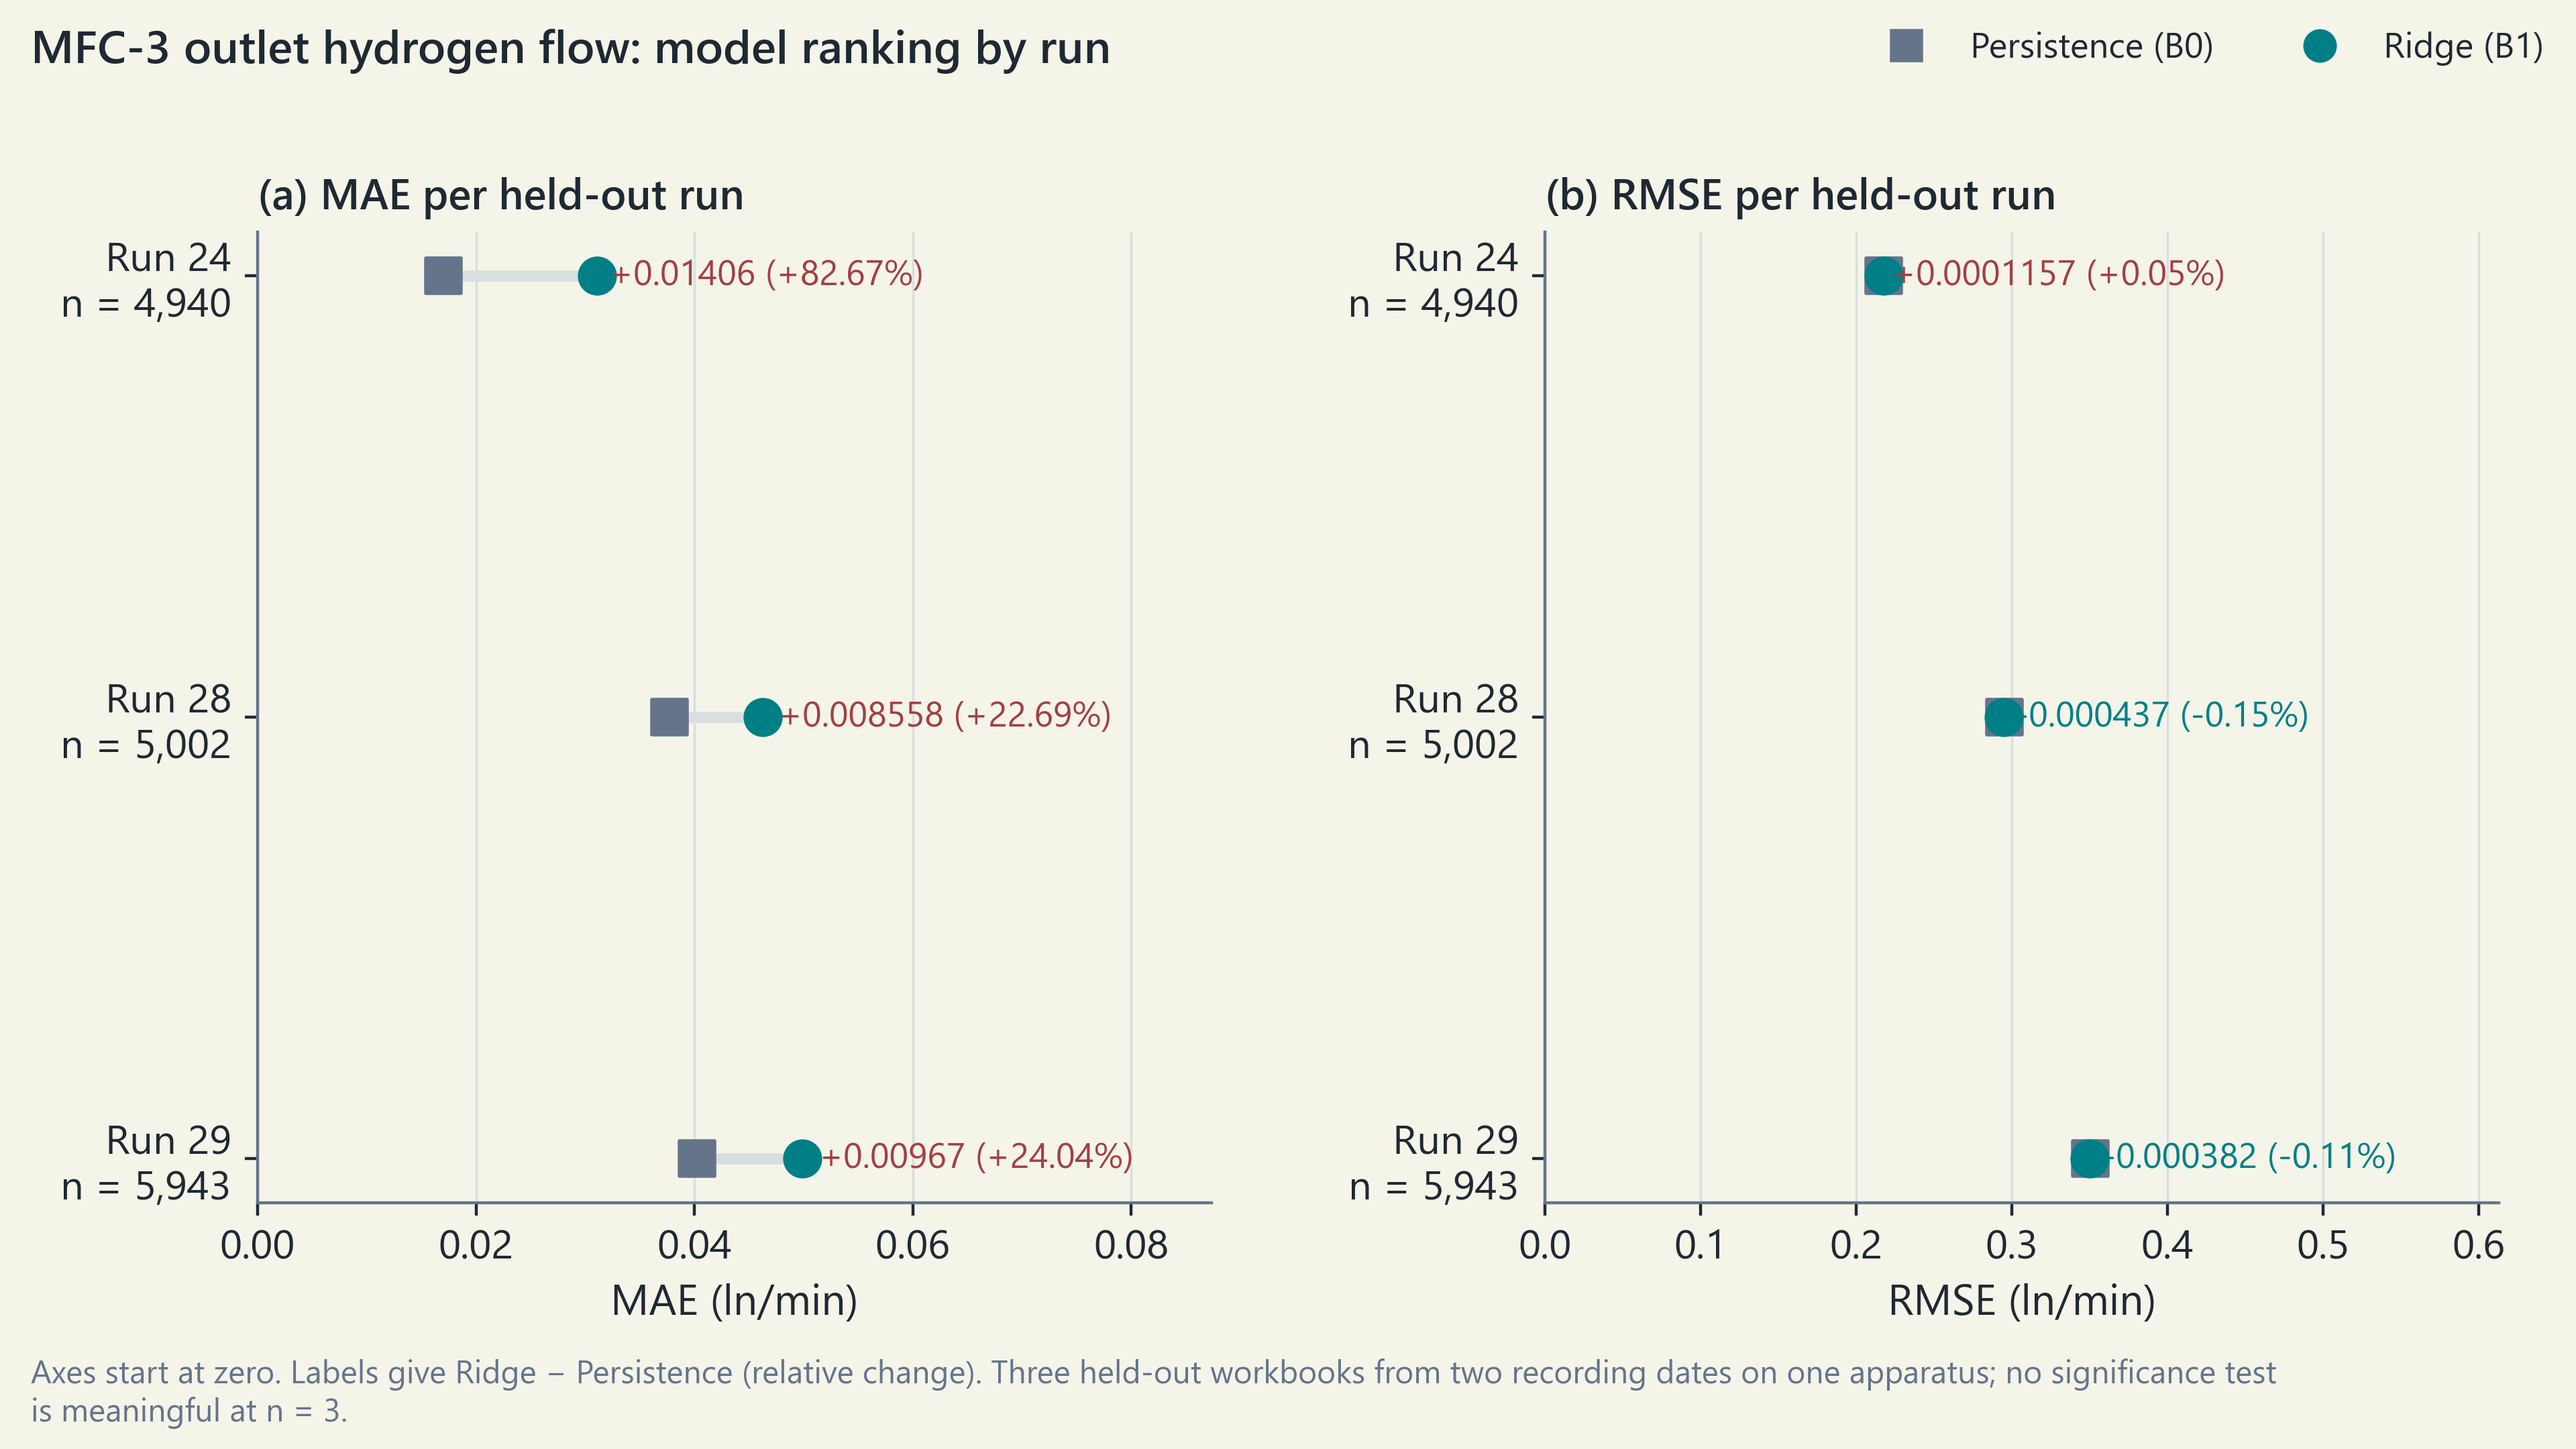 MFC-3 outlet hydrogen flow: model ranking by run
Persistence (B0)
Ridge (B1)
(a) MAE per held-out run
Run 24
n = 4,940
+0.01406 (+82.67%)
Run 28
n = 5,002
+0.008558 (+22.69%)
Run 29
n = 5,943
+0.00967 (+24.04%)
0.00
0.02
0.04
0.06
0.08
MAE (ln/min)
(b) RMSE per held-out run
Run 24
n = 4,940
+0.0001157 (+0.05%)
Run 28
n = 5,002
-0.000437 (-0.15%)
Run 29
n = 5,943
-0.000382 (-0.11%)
0.0
0.1
0.2
0.3
0.4
0.5
0.6
RMSE (ln/min)
Axes start at zero. Labels give Ridge − Persistence (relative change). Three held-out workbooks from two recording dates on one apparatus; no significance test
is meaningful at n = 3.